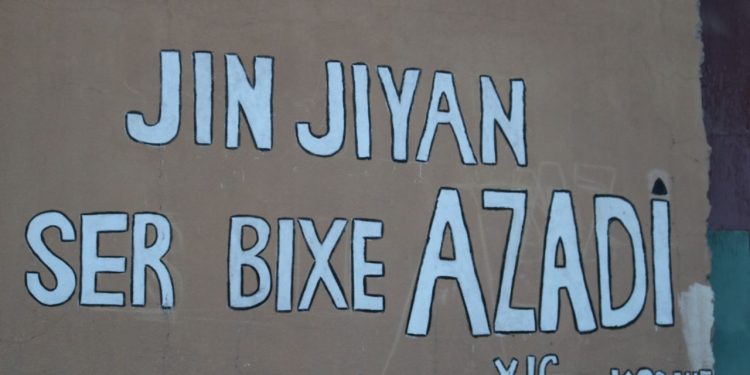 JIN JIYAN
SER BIXE AZADÎ